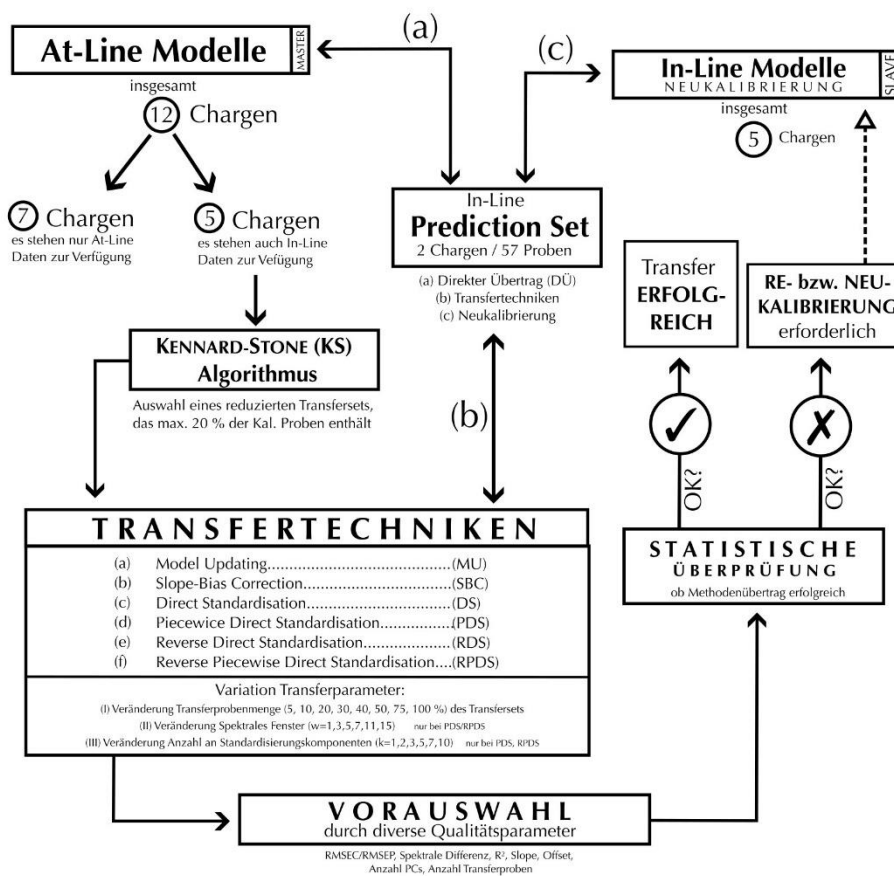 (a)
(c)
At-Line Modelle
MASTER
insgesamt
12 Chargen
In-Line Modelle
NEUKALIBRIERUNG
SLAVE
insgesamt
5 Chargen
7 Chargen
es stehen nur At-Line
Daten zur Verfügung
5 Chargen
es stehen auch In-Line
Daten zur Vefügung
In-Line
Prediction Set
2 Chargen / 57 Proben
(a) Direkter Übertrag (DÜ)
(b) Transfertechniken
(c) Neukalibrierung
Transfer
ERFOLG-
REICH
RE- bzw. NEU-
KALIBRIERUNG
erforderlich
KENNARD-STONE (KS)
Algorithmus
Auswahl eines reduzierten Transfersets,
das max. 20 % der Kal. Proben enthält
(b)
✓
✗
OK?
OK?
TRANSFERTECHNIKEN
(a) Model Updating............................................(MU)
(b) Slope-Bias Correction....................................(SBC)
(c) Direct Standardisation...................................(DS)
(d) Piecewice Direct Standardisation.................(PDS)
(e) Reverse Direct Standardisation.....................(RDS)
(f) Reverse Piecewise Direct Standardisation....(RPDS)
Variation Transferparameter:
(I) Veränderung Transferprobenmenge (5, 10, 20, 30, 40, 50, 75, 100 %) des Transfersets
(II) Veränderung Spektrales Fenster (w=1,3,5,7,11,15) nur bei PDS/RPDS
(III) Veränderung Anzahl an Standardisierungskomponenten (k=1,2,3,5,7,10) nur bei PDS, RPDS
STATISTISCHE
ÜBERPRÜFUNG
ob Methodenübertrag erfolgreich
VORAUSWAHL
durch diverse Qualitätsparameter
RMSEC/RMSEP, Spektrale Differenz, R², Slope, Offset,
Anzahl PCs, Anzahl Transferproben